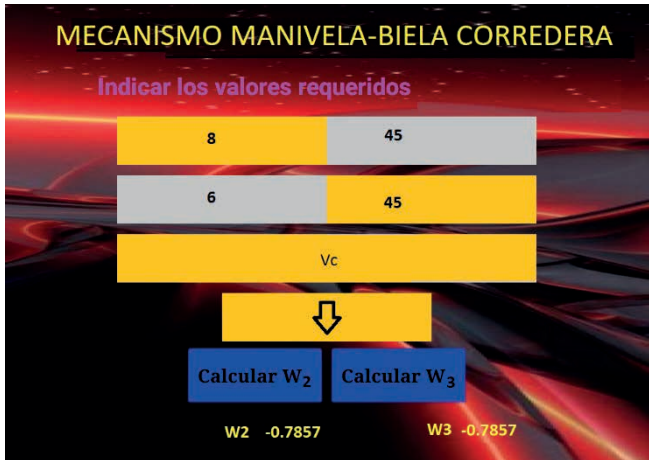 MECANISMO MANIVELA-BIELA CORREDERA
Indicar los valores requeridos
8 45
6 45
Vc
Calcular W₂ Calcular W₃
W2 -0.7857 W3 -0.7857